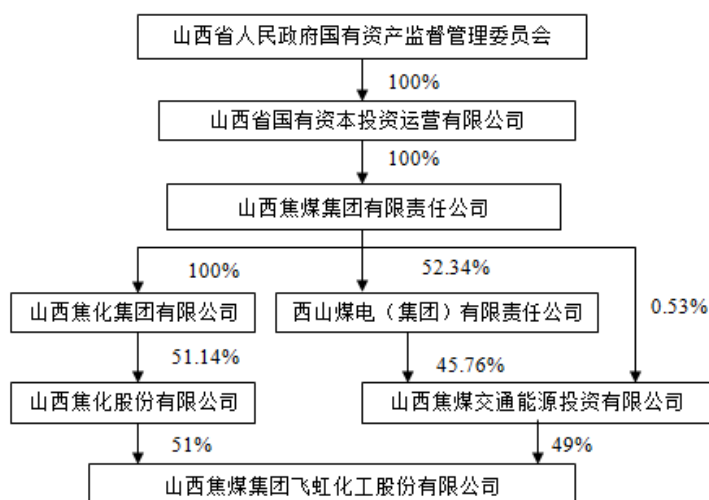 山西省人民政府国有资产监督管理委员会
100%
山西省国有资本投资运营有限公司
100%
山西焦煤集团有限责任公司
100%
52.34%
0.53%
山西焦化集团有限公司
西山煤电（集团）有限责任公司
51.14%
45.76%
山西焦化股份有限公司
山西焦煤交通能源投资有限公司
51%
49%
山西焦煤集团飞虹化工股份有限公司